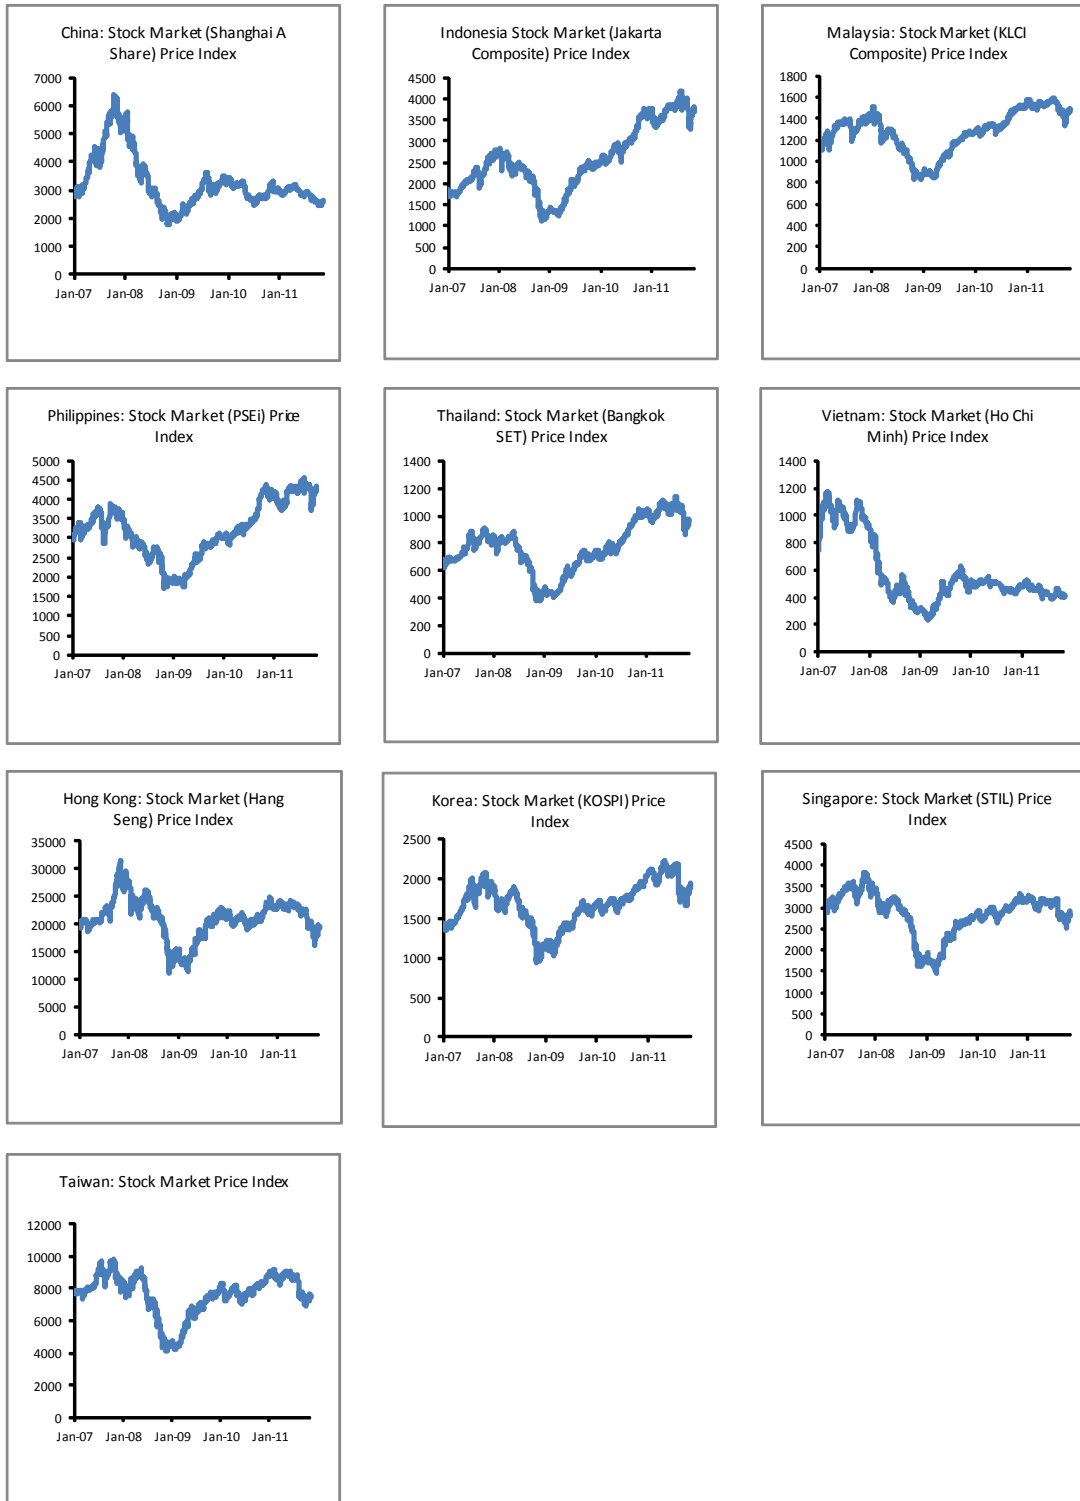 China: Stock Market (Shanghai A
Share) Price Index
7000
6000
5000
4000
3000
2000
1000
0
Jan-07 Jan-08 Jan-09 Jan-10 Jan-11
Indonesia Stock Market (Jakarta
Composite) Price Index
4500
4000
3500
3000
2500
2000
1500
1000
500
0
Jan-07 Jan-08 Jan-09 Jan-10 Jan-11
Malaysia: Stock Market (KLCI
Composite) Price Index
1800
1600
1400
1200
1000
800
600
400
200
0
Jan-07 Jan-08 Jan-09 Jan-10 Jan-11
Philippines: Stock Market (PSEi) Price
Index
5000
4500
4000
3500
3000
2500
2000
1500
1000
500
0
Jan-07 Jan-08 Jan-09 Jan-10 Jan-11
Thailand: Stock Market (Bangkok
SET) Price Index
1400
1200
1000
800
600
400
200
0
Jan-07 Jan-08 Jan-09 Jan-10 Jan-11
Vietnam: Stock Market (Ho Chi
Minh) Price Index
1400
1200
1000
800
600
400
200
0
Jan-07 Jan-08 Jan-09 Jan-10 Jan-11
Hong Kong: Stock Market (Hang
Seng) Price Index
35000
30000
25000
20000
15000
10000
5000
0
Jan-07 Jan-08 Jan-09 Jan-10 Jan-11
Korea: Stock Market (KOSPI) Price
Index
2500
2000
1500
1000
500
0
Jan-07 Jan-08 Jan-09 Jan-10 Jan-11
Singapore: Stock Market (STIL) Price
Index
4500
4000
3500
3000
2500
2000
1500
1000
500
0
Jan-07 Jan-08 Jan-09 Jan-10 Jan-11
Taiwan: Stock Market Price Index
12000
10000
8000
6000
4000
2000
0
Jan-07 Jan-08 Jan-09 Jan-10 Jan-11